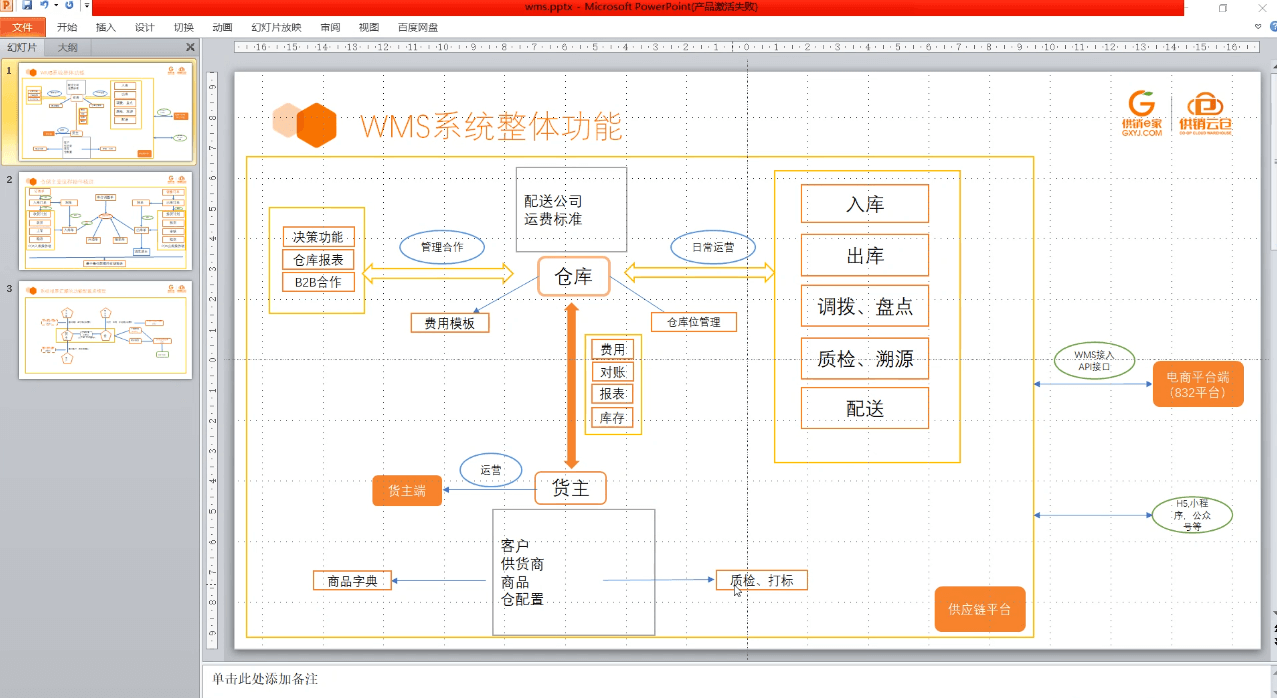 wms.pptx - Microsoft PowerPoint(产品激活失败)
文件 开始 插入 设计 切换 动画 幻灯片放映 审阅 视图 百度网盘
幻灯片 大纲
1
2
3
WMS系统整体功能
供销e家
GXYJ.COM
供销云仓
配送公司
运费标准
决策功能
仓库报表
B2B合作
管理合作
仓库
日常运营
费用模板
仓库位管理
入库
出库
调拨、盘点
质检、溯源
配送
费用
对账
报表
库存
WMS接入
API接口
电商平台端
(832平台)
运营
货主端
货主
H5,小程
序，公众
号等
客户
供货商
商品
仓配置
商品字典
质检、打标
供应链平台
单击此处添加备注